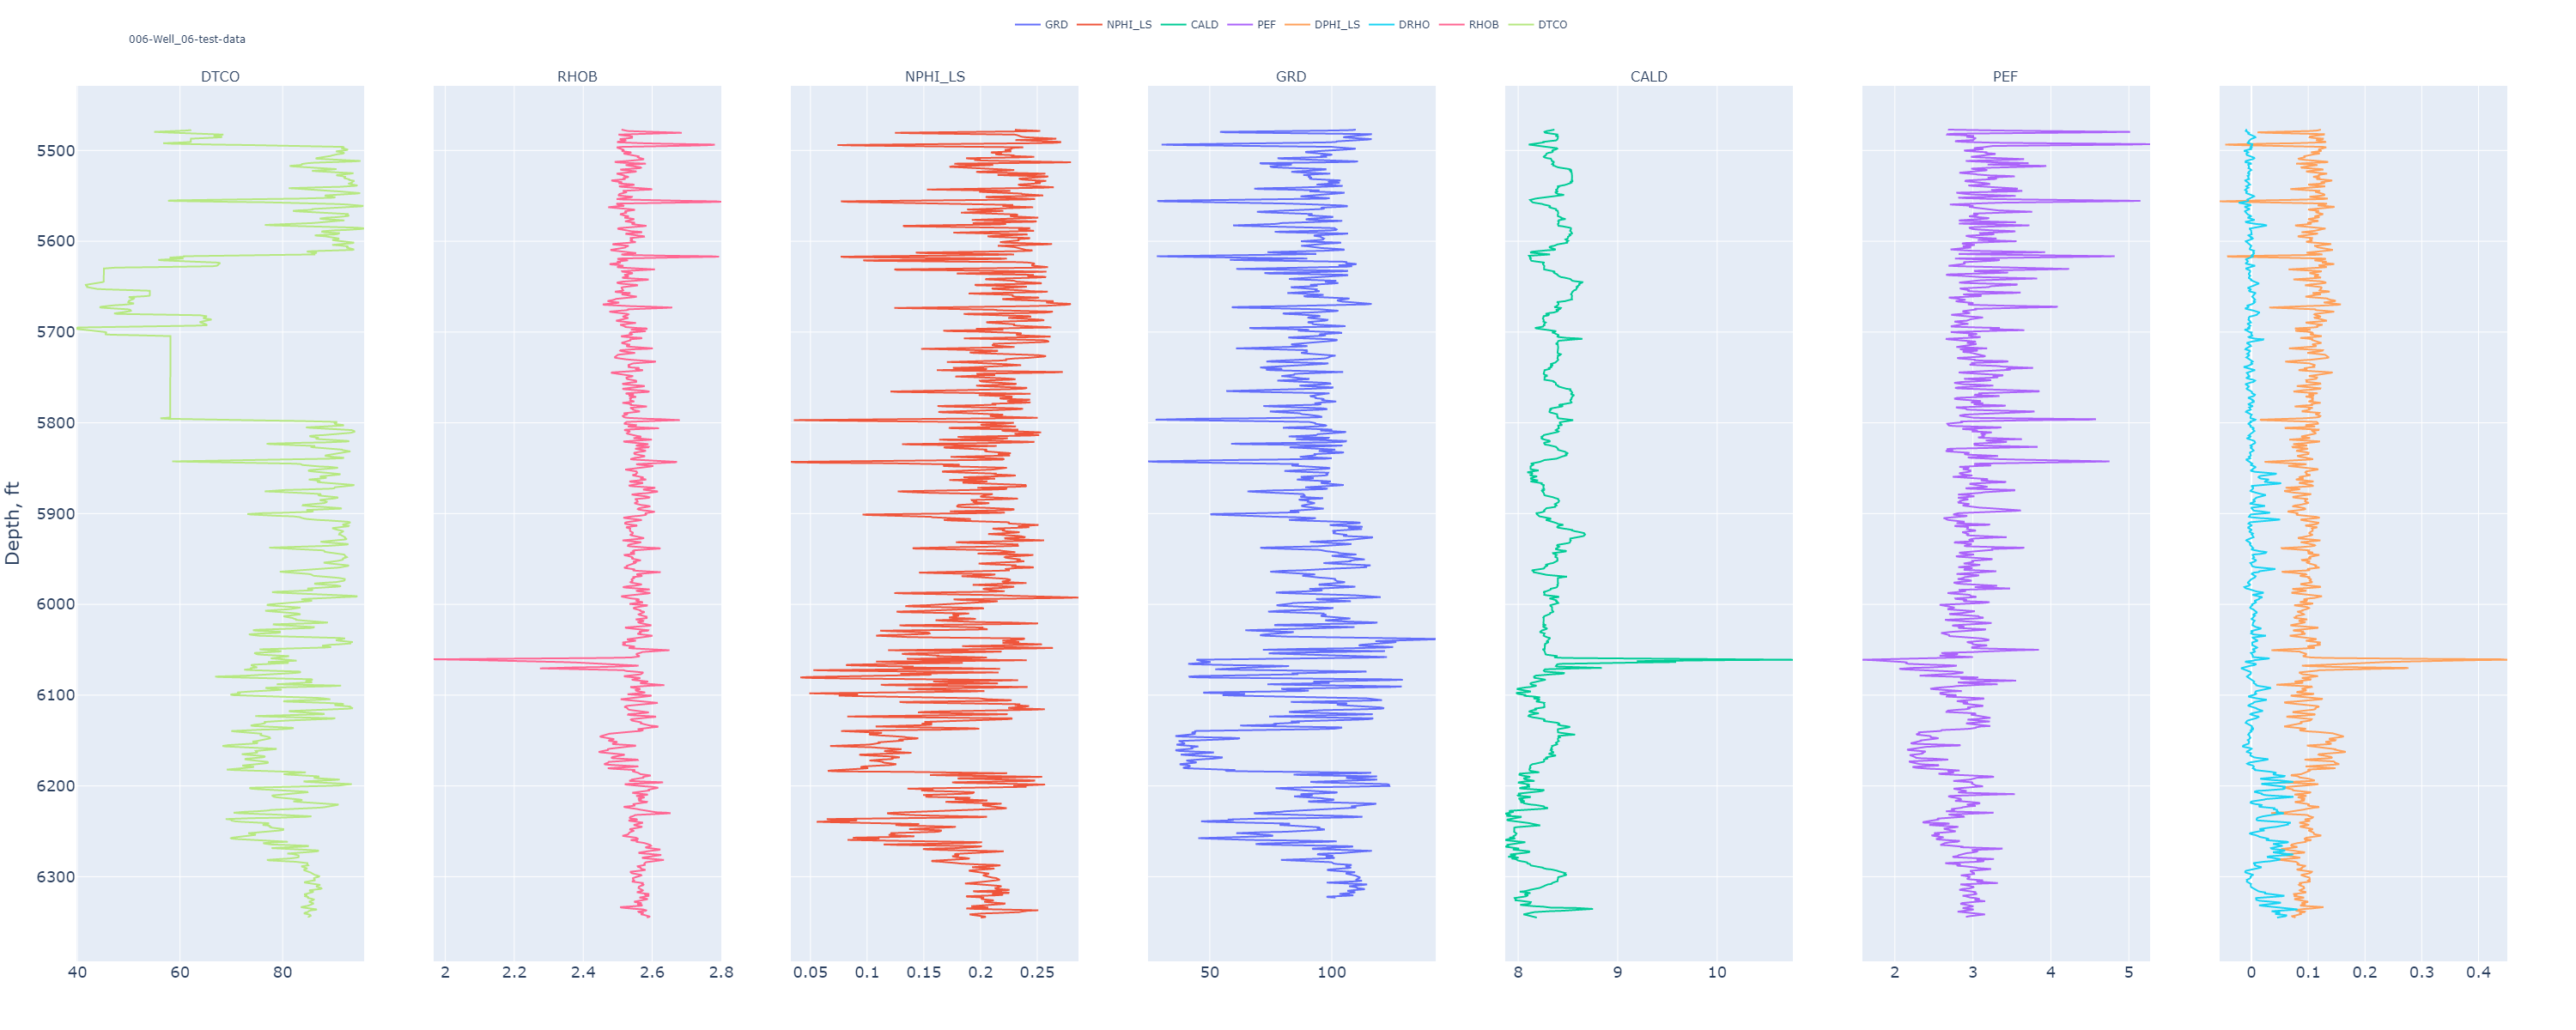 GRD NPHI_LS CALD PEF DPHI_LS DRHO RHOB DTCO
006-Well_06-test-data
DTCO RHOB NPHI_LS GRD CALD PEF
5500
5600
5700
5800
5900
6000
6100
6200
6300
Depth, ft
40 60 80 2 2.2 2.4 2.6 2.8 0.05 0.1 0.15 0.2 0.25 50 100 8 9 10 2 3 4 5 0 0.1 0.2 0.3 0.4